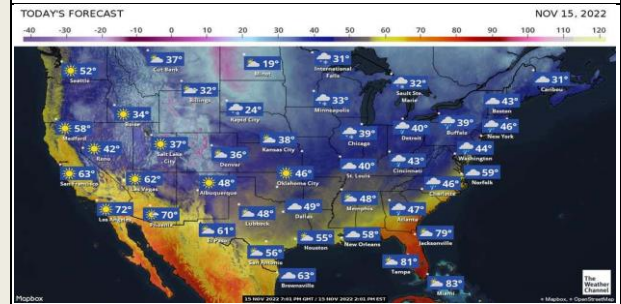 TODAY'S FORECAST
NOV 15, 2022
-40 -30 -20 -10 0 10 20 30 40 50 60 70 80 90 100 110 120
37°
Cut Bank
19°
Minot
31°
International
Falls
52°
Seattle
32°
Billings
32°
Sault Ste.
Marie
31°
Caribou
24°
Rapid City
33°
Minneapolis
43°
Boston
34°
Boise
58°
Medford
39°
Chicago
40°
Detroit
39°
Buffalo
46°
New York
42°
Reno
37°
Salt Lake
City
36°
Denver
38°
Kansas City
44°
Washington
63°
San Francisco
62°
Las Vegas
48°
Albuquerque
46°
Oklahoma City
40°
St. Louis
43°
Cincinnati
59°
Norfolk
46°
Charlotte
72°
Los Angeles
70°
Phoenix
48°
Lubbock
49°
Dallas
48°
Memphis
47°
Atlanta
61°
El Paso
56°
San Antonio
55°
Houston
58°
New Orleans
79°
Jacksonville
63°
Brownsville
81°
Tampa
83°
Miami
The
Weather
Channel
Mapbox
15 NOV 2022 7:01 PM GMT / 15 NOV 2022 2:01 PM EST
© Mapbox, © OpenStreetMap